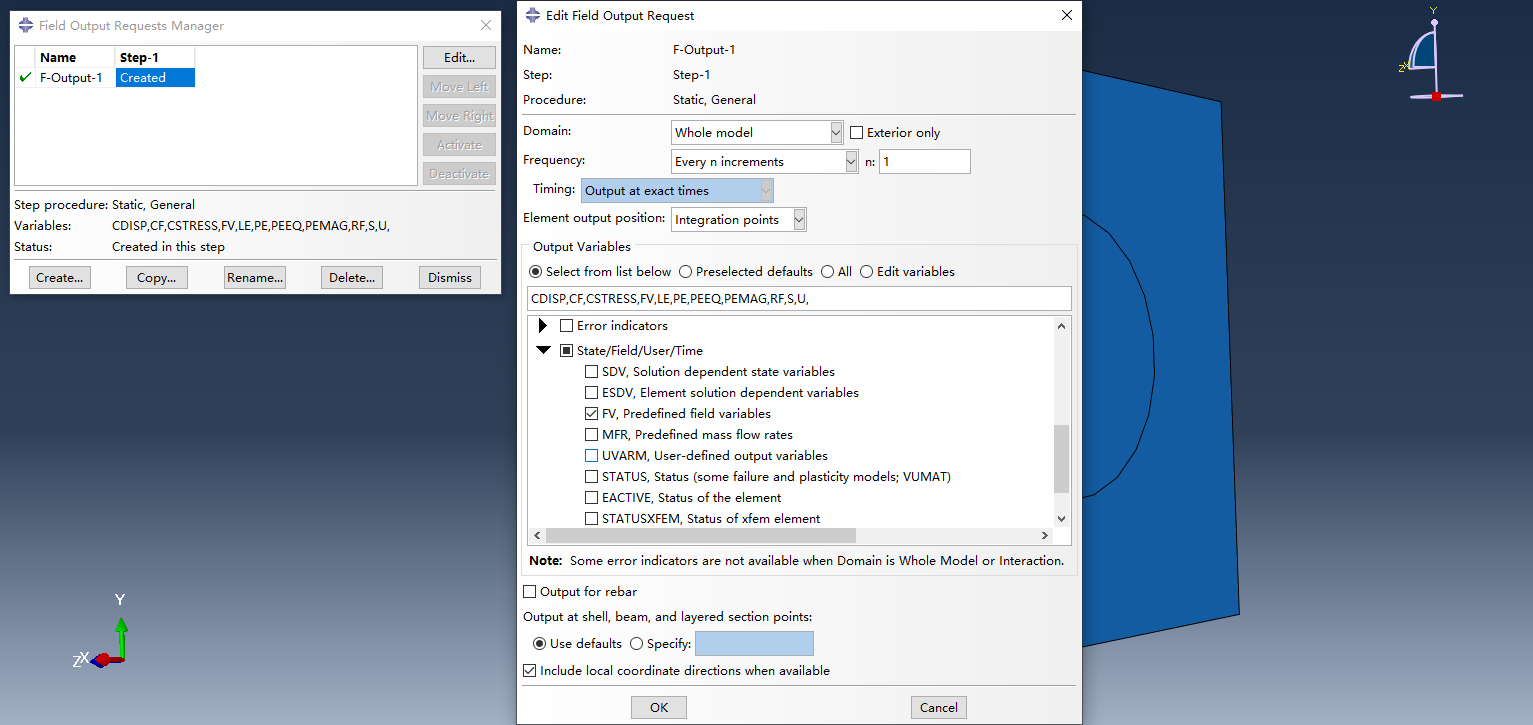 Field Output Requests Manager
Name Step-1
F-Output-1 Created
Edit...
Move Left
Move Right
Activate
Deactivate
Step procedure: Static, General
Variables: CDISP,CF,CSTRESS,FV,LE,PE,PEEQ,PEMAG,RF,S,U,
Status: Created in this step
Create... Copy... Rename... Delete... Dismiss
Edit Field Output Request
Name: F-Output-1
Step: Step-1
Procedure: Static, General
Domain: Whole model Exterior only
Frequency: Every n increments n: 1
Timing: Output at exact times
Element output position: Integration points
Output Variables
Select from list below Preselected defaults All Edit variables
CDISP,CF,CSTRESS,FV,LE,PE,PEEQ,PEMAG,RF,S,U,
Error indicators
State/Field/User/Time
SDV, Solution dependent state variables
ESDV, Element solution dependent variables
FV, Predefined field variables
MFR, Predefined mass flow rates
UVARM, User-defined output variables
STATUS, Status (some failure and plasticity models; VUMAT)
EACTIVE, Status of the element
STATUSXFEM, Status of xfem element
Note: Some error indicators are not available when Domain is Whole Model or Interaction.
Output for rebar
Output at shell, beam, and layered section points:
Use defaults Specify:
Include local coordinate directions when available
OK Cancel
Y
Z X
Y
Z X